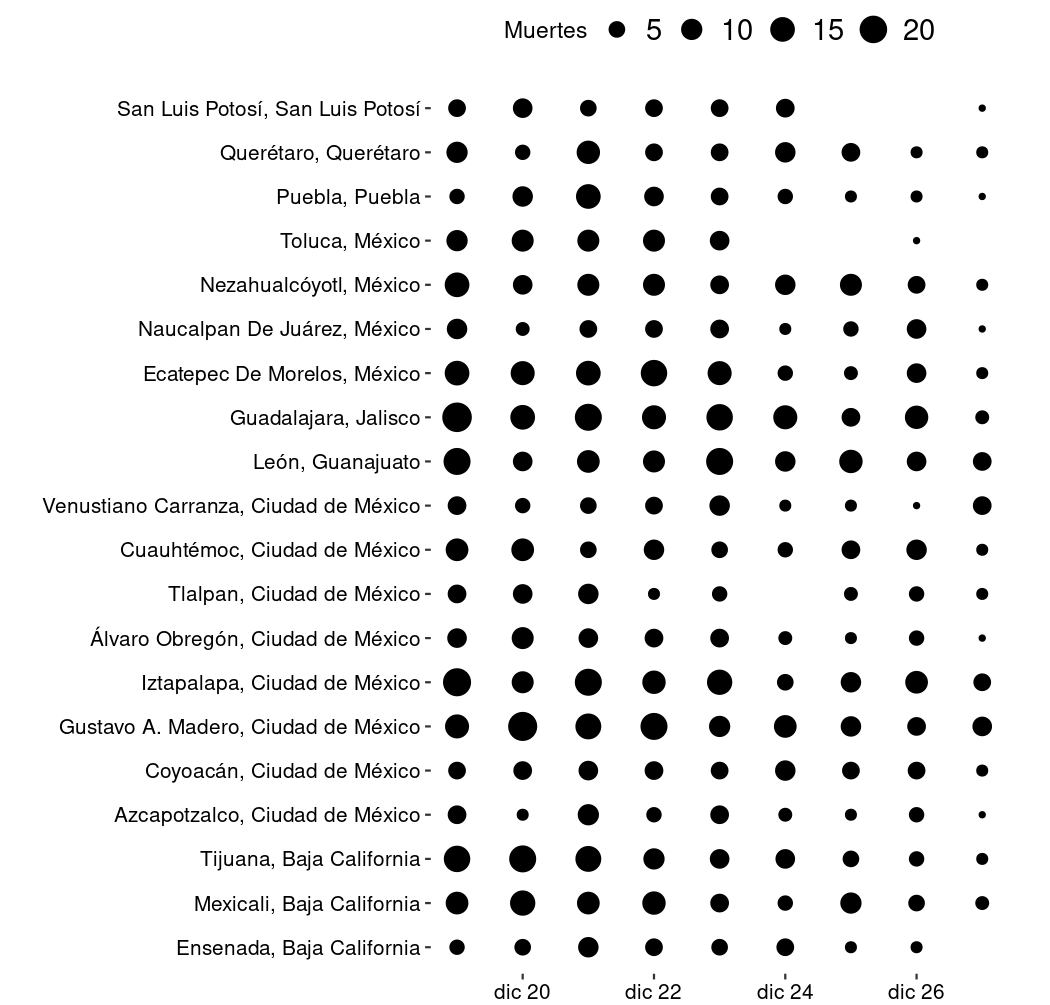 Muertes 5 10 15 20
San Luis Potosí, San Luis Potosí
Querétaro, Querétaro
Puebla, Puebla
Toluca, México
Nezahualcóyotl, México
Naucalpan De Juárez, México
Ecatepec De Morelos, México
Guadalajara, Jalisco
León, Guanajuato
Venustiano Carranza, Ciudad de México
Cuauhtémoc, Ciudad de México
Tlalpan, Ciudad de México
Álvaro Obregón, Ciudad de México
Iztapalapa, Ciudad de México
Gustavo A. Madero, Ciudad de México
Coyoacán, Ciudad de México
Azcapotzalco, Ciudad de México
Tijuana, Baja California
Mexicali, Baja California
Ensenada, Baja California
dic 20 dic 22 dic 24 dic 26